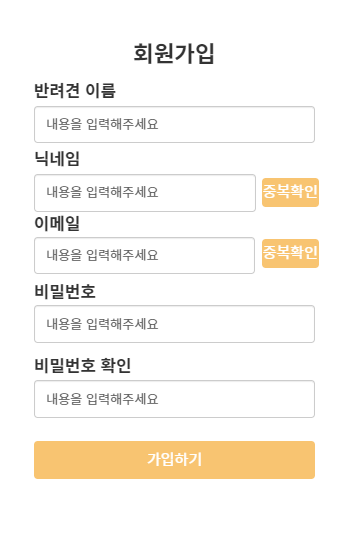 회원가입
반려견 이름
내용을 입력해주세요
닉네임
내용을 입력해주세요 중복확인
이메일
내용을 입력해주세요 중복확인
비밀번호
내용을 입력해주세요
비밀번호 확인
내용을 입력해주세요
가입하기